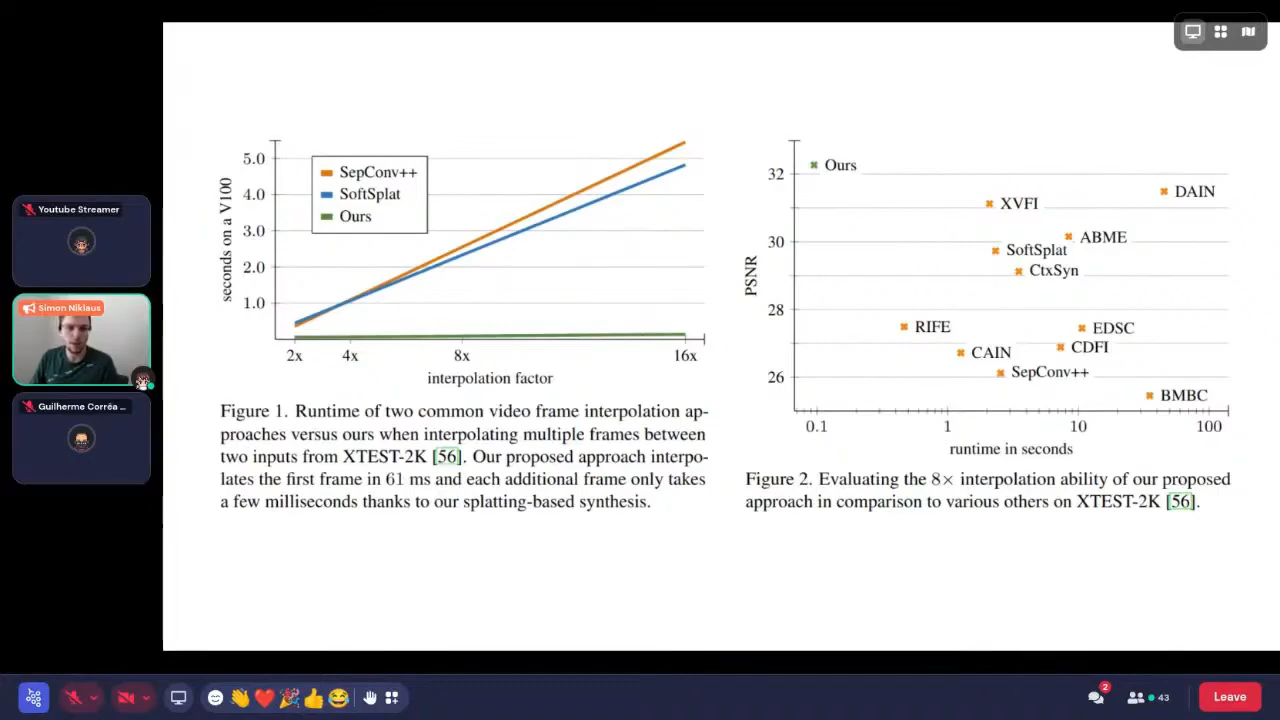 Youtube Streamer
Simon Niklaus
Guilherme Corrêa ...
seconds on a V100
5.0
4.0
3.0
2.0
1.0
SepConv++
SoftSplat
Ours
2x 4x 8x 16x
interpolation factor
Figure 1. Runtime of two common video frame interpolation ap-
proaches versus ours when interpolating multiple frames between
two inputs from XTEST-2K [56]. Our proposed approach interpo-
lates the first frame in 61 ms and each additional frame only takes
a few milliseconds thanks to our splatting-based synthesis.
PSNR
32
30
28
26
Ours
DAIN
XVFI
ABME
SoftSplat
CtxSyn
RIFE
EDSC
CDFI
CAIN
SepConv++
BMBC
0.1 1 10 100
runtime in seconds
Figure 2. Evaluating the 8× interpolation ability of our proposed
approach in comparison to various others on XTEST-2K [56].
2
43
Leave